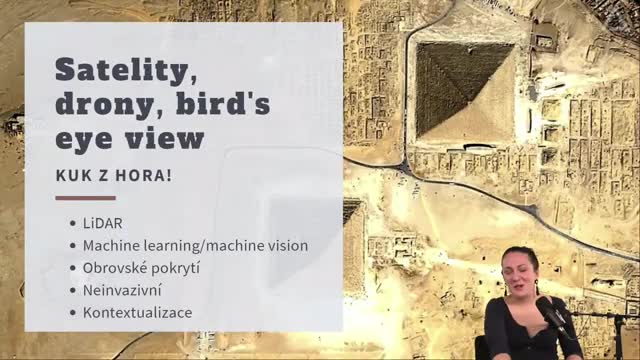 Satelity,
drony, bird's
eye view
KUK Z HORA!
LiDAR
Machine learning/machine vision
Obrovské pokrytí
Neinvazivní
Kontextualizace